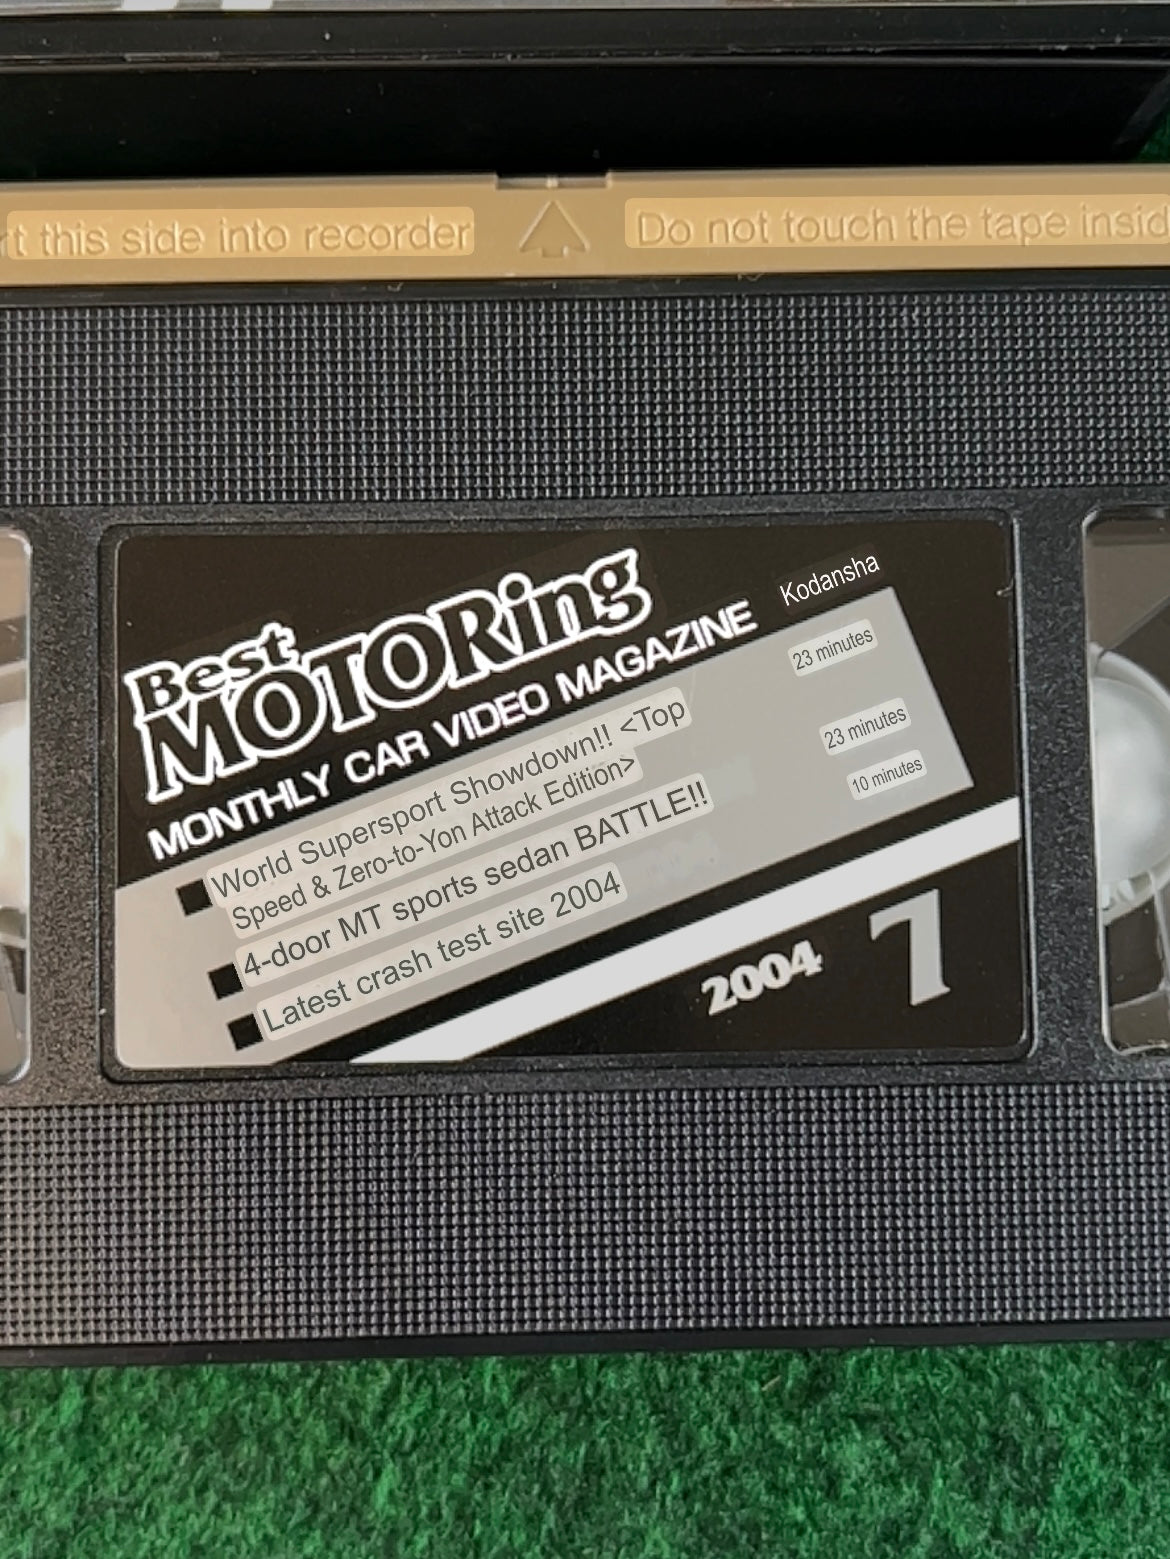 rt this side into recorder
Do not touch the tape insid
Best
MOTORing
MONTHLY CAR VIDEO MAGAZINE
Kodansha
World Supersport Showdown!! <Top
Speed & Zero-to-Yon Attack Edition>
23 minutes
4-door MT sports sedan BATTLE!!
23 minutes
Latest crash test site 2004
10 minutes
2004 7